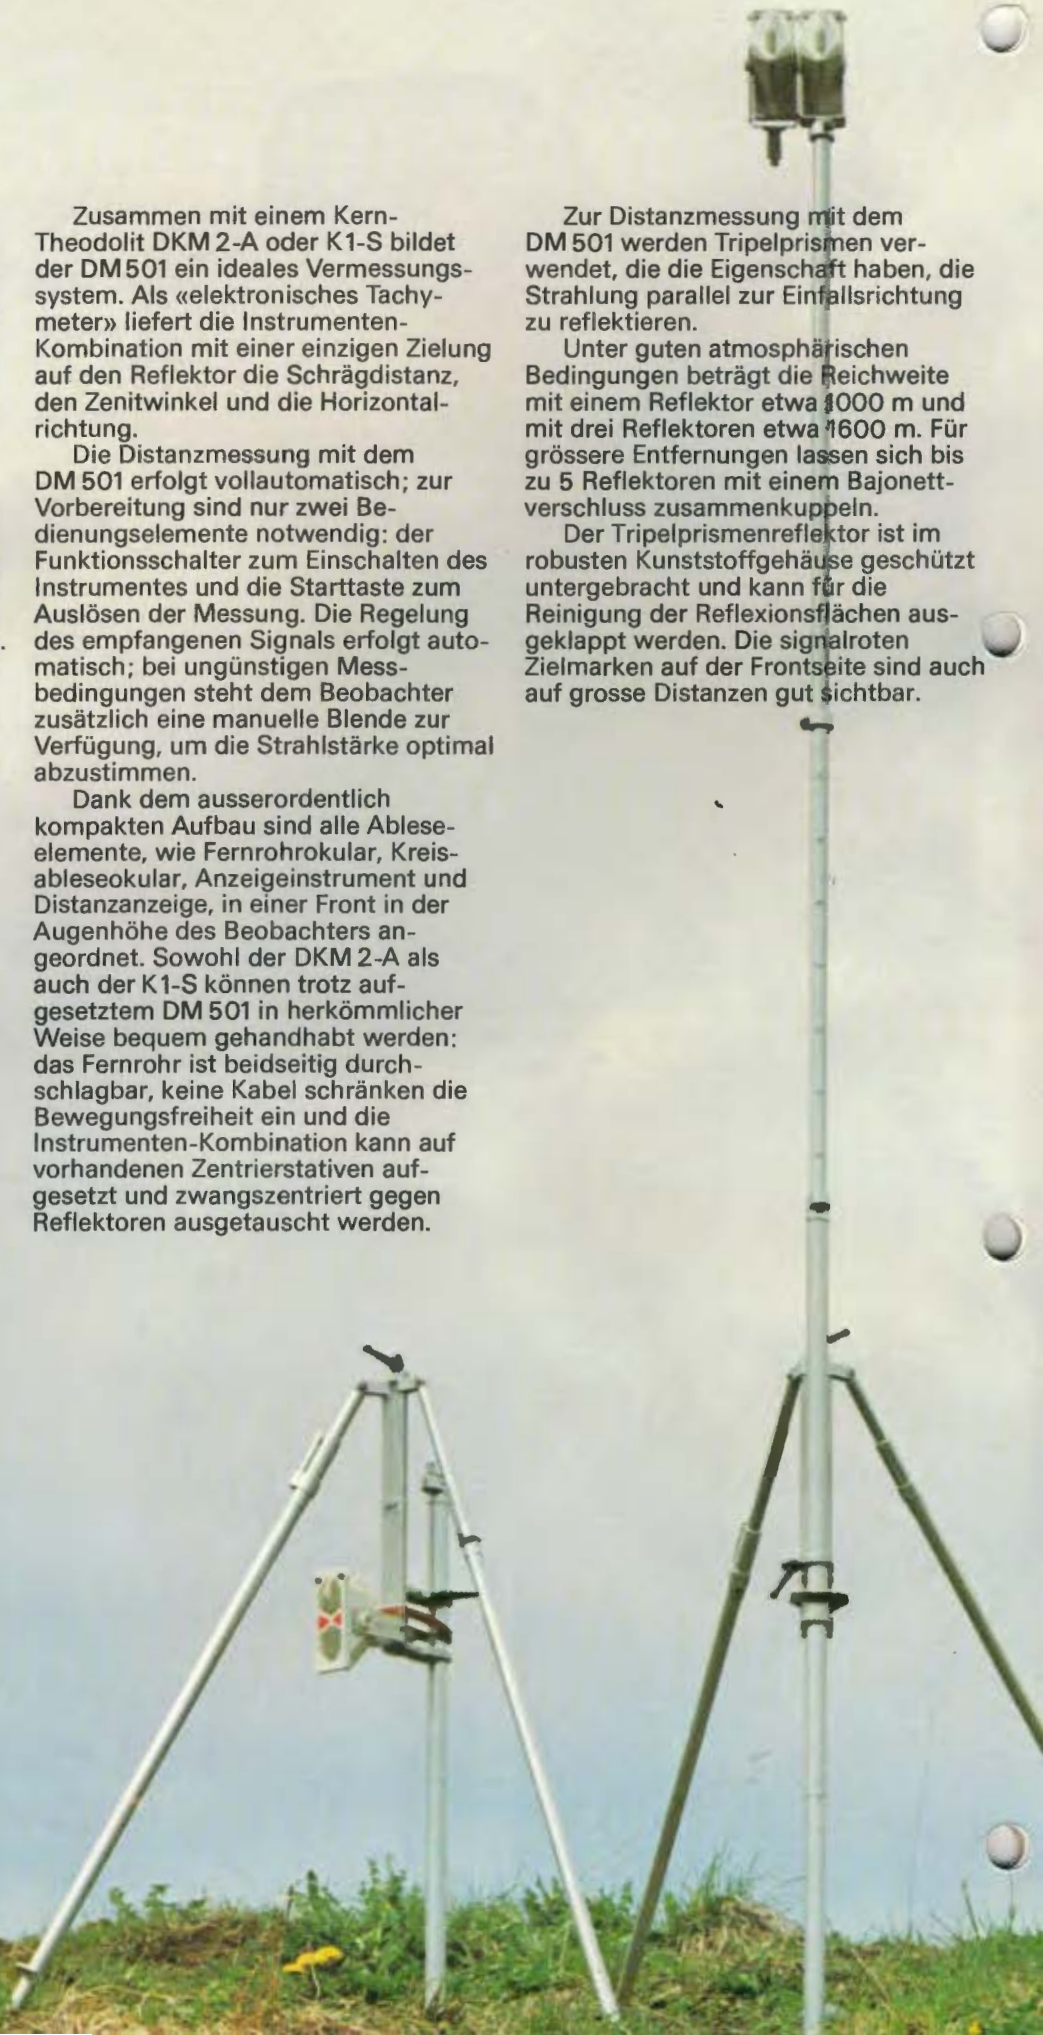 Zusammen mit einem Kern-
Theodolit DKM 2-A oder K1-S bildet
der DM 501 ein ideales Vermessungs-
system. Als «elektronisches Tachy-
meter» liefert die Instrumenten-
Kombination mit einer einzigen Zielung
auf den Reflektor die Schrägdistanz,
den Zenitwinkel und die Horizontal-
richtung.
Die Distanzmessung mit dem
DM 501 erfolgt vollautomatisch; zur
Vorbereitung sind nur zwei Be-
dienungselemente notwendig: der
Funktionsschalter zum Einschalten des
Instrumentes und die Starttaste zum
Auslösen der Messung. Die Regelung
des empfangenen Signals erfolgt auto-
matisch; bei ungünstigen Mess-
bedingungen steht dem Beobachter
zusätzlich eine manuelle Blende zur
Verfügung, um die Strahlstärke optimal
abzustimmen.
Dank dem ausserordentlich
kompakten Aufbau sind alle Ablese-
elemente, wie Fernrohrokular, Kreis-
ableseokular, Anzeigeinstrument und
Distanzanzeige, in einer Front in der
Augenhöhe des Beobachters an-
geordnet. Sowohl der DKM 2-A als
auch der K1-S können trotz auf-
gesetztem DM 501 in herkömmlicher
Weise bequem gehandhabt werden:
das Fernrohr ist beidseitig durch-
schlagbar, keine Kabel schränken die
Bewegungsfreiheit ein und die
Instrumenten-Kombination kann auf
vorhandenen Zentrierstativen auf-
gesetzt und zwangszentriert gegen
Reflektoren ausgetauscht werden.
Zur Distanzmessung mit dem
DM 501 werden Tripelprismen ver-
wendet, die die Eigenschaft haben, die
Strahlung parallel zur Einfallsrichtung
zu reflektieren.
Unter guten atmosphärischen
Bedingungen beträgt die Reichweite
mit einem Reflektor etwa 1000 m und
mit drei Reflektoren etwa 1600 m. Für
grössere Entfernungen lassen sich bis
zu 5 Reflektoren mit einem Bajonett-
verschluss zusammenkuppeln.
Der Tripelprismenreflektor ist im
robusten Kunststoffgehäuse geschützt
untergebracht und kann für die
Reinigung der Reflexionsflächen aus-
geklappt werden. Die signalroten
Zielmarken auf der Frontseite sind auch
auf grosse Distanzen gut sichtbar.